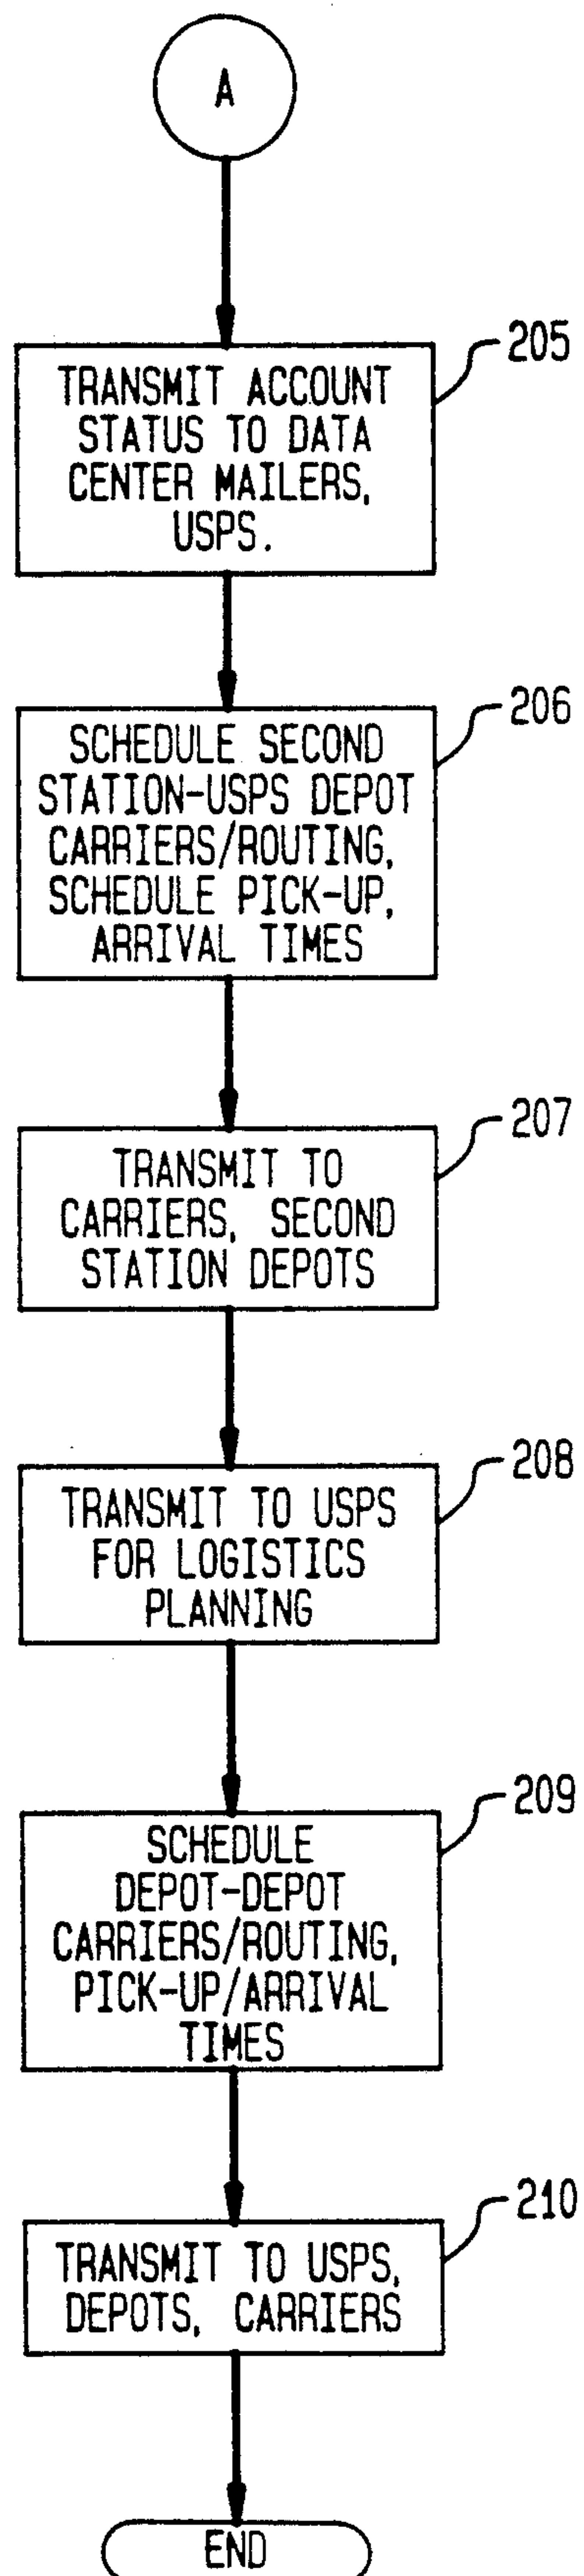 A
205
TRANSMIT ACCOUNT
STATUS TO DATA
CENTER MAILERS,
USPS.
206
SCHEDULE SECOND
STATION-USPS DEPOT
CARRIERS/ROUTING,
SCHEDULE PICK-UP,
ARRIVAL TIMES
207
TRANSMIT TO
CARRIERS, SECOND
STATION DEPOTS
208
TRANSMIT TO USPS
FOR LOGISTICS
PLANNING
209
SCHEDULE
DEPOT-DEPOT
CARRIERS/ROUTING,
PICK-UP/ARRIVAL
TIMES
210
TRANSMIT TO USPS,
DEPOTS, CARRIERS
END